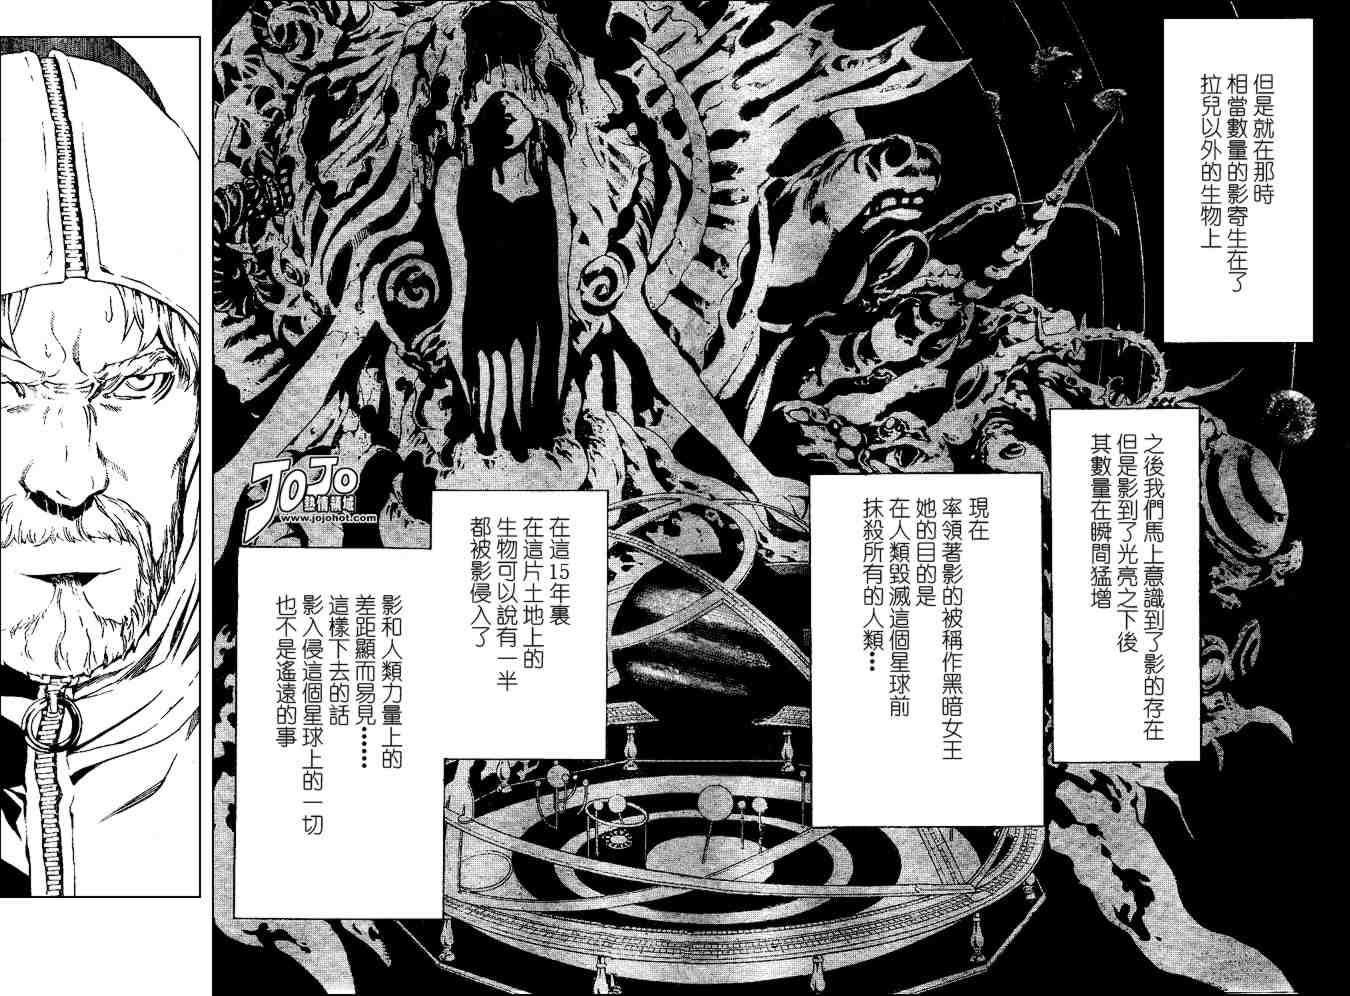 但是就在那時
相當數量的影寄生在了
拉兒以外的生物上
之後我們馬上意識到了影的存在
但是影到了光亮之下後
其數量在瞬間猛增
現在
率領著影的被稱作黑暗女王
她的目的是
在人類毀滅這個星球前
抹殺所有的人類…
在這15年裏
在這片土地上的
生物可以說有一半
都被影侵入了
影和人類力量上的
差距顯而易見……
這樣下去的話
影入侵這個星球上的一切
也不是遙遠的事
JOJO
熱情領域
www.jojohot.com